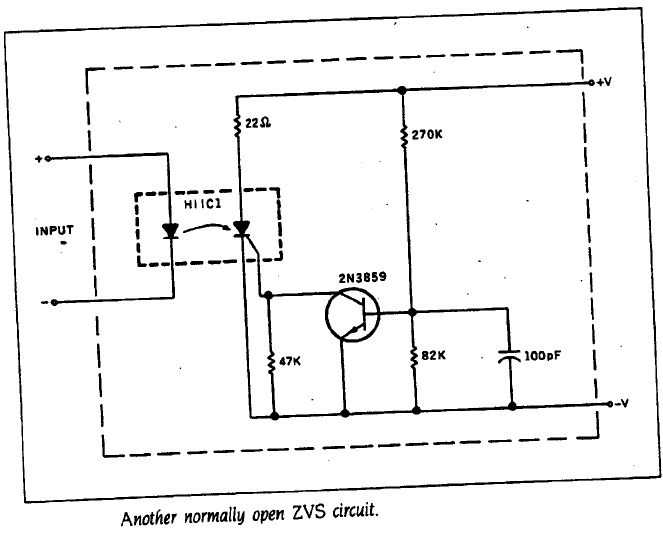 +V
22Ω
270K
+
H11C1
INPUT
-
2N3859
47K
82K
100pF
-V
Another normally open ZVS circuit.